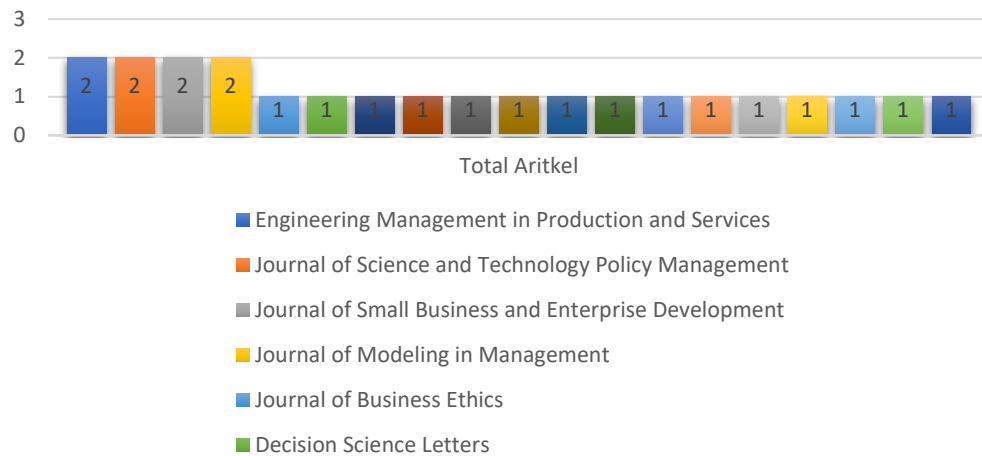 3
2
1
0
2 2 2 2 1 1 1 1 1 1 1 1 1 1 1 1 1 1 1
Total Aritkel
Engineering Management in Production and Services
Journal of Science and Technology Policy Management
Journal of Small Business and Enterprise Development
Journal of Modeling in Management
Journal of Business Ethics
Decision Science Letters